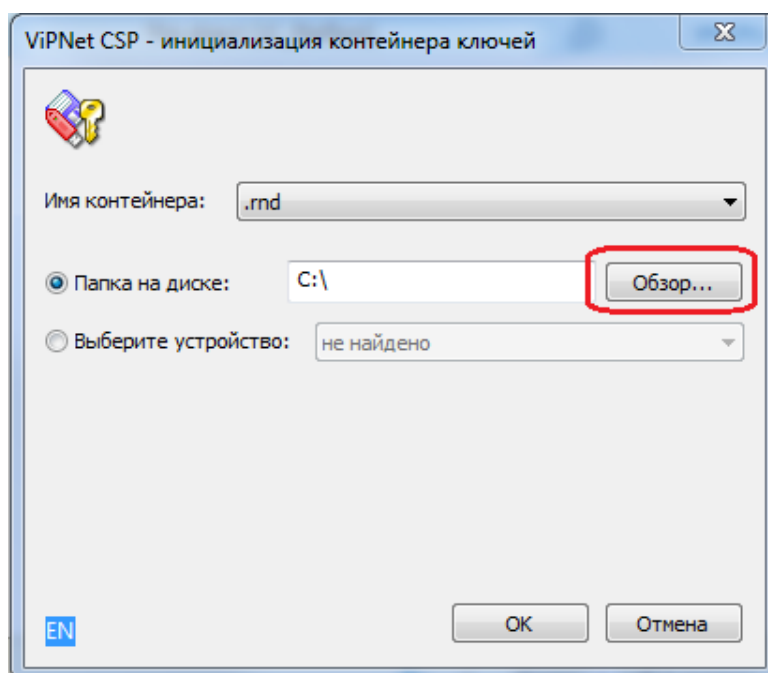 ViPNet CSP - инициализация контейнера ключей
Имя контейнера: .rnd
Папка на диске: C:\ Обзор...
Выберите устройство: не найдено
EN OK Отмена